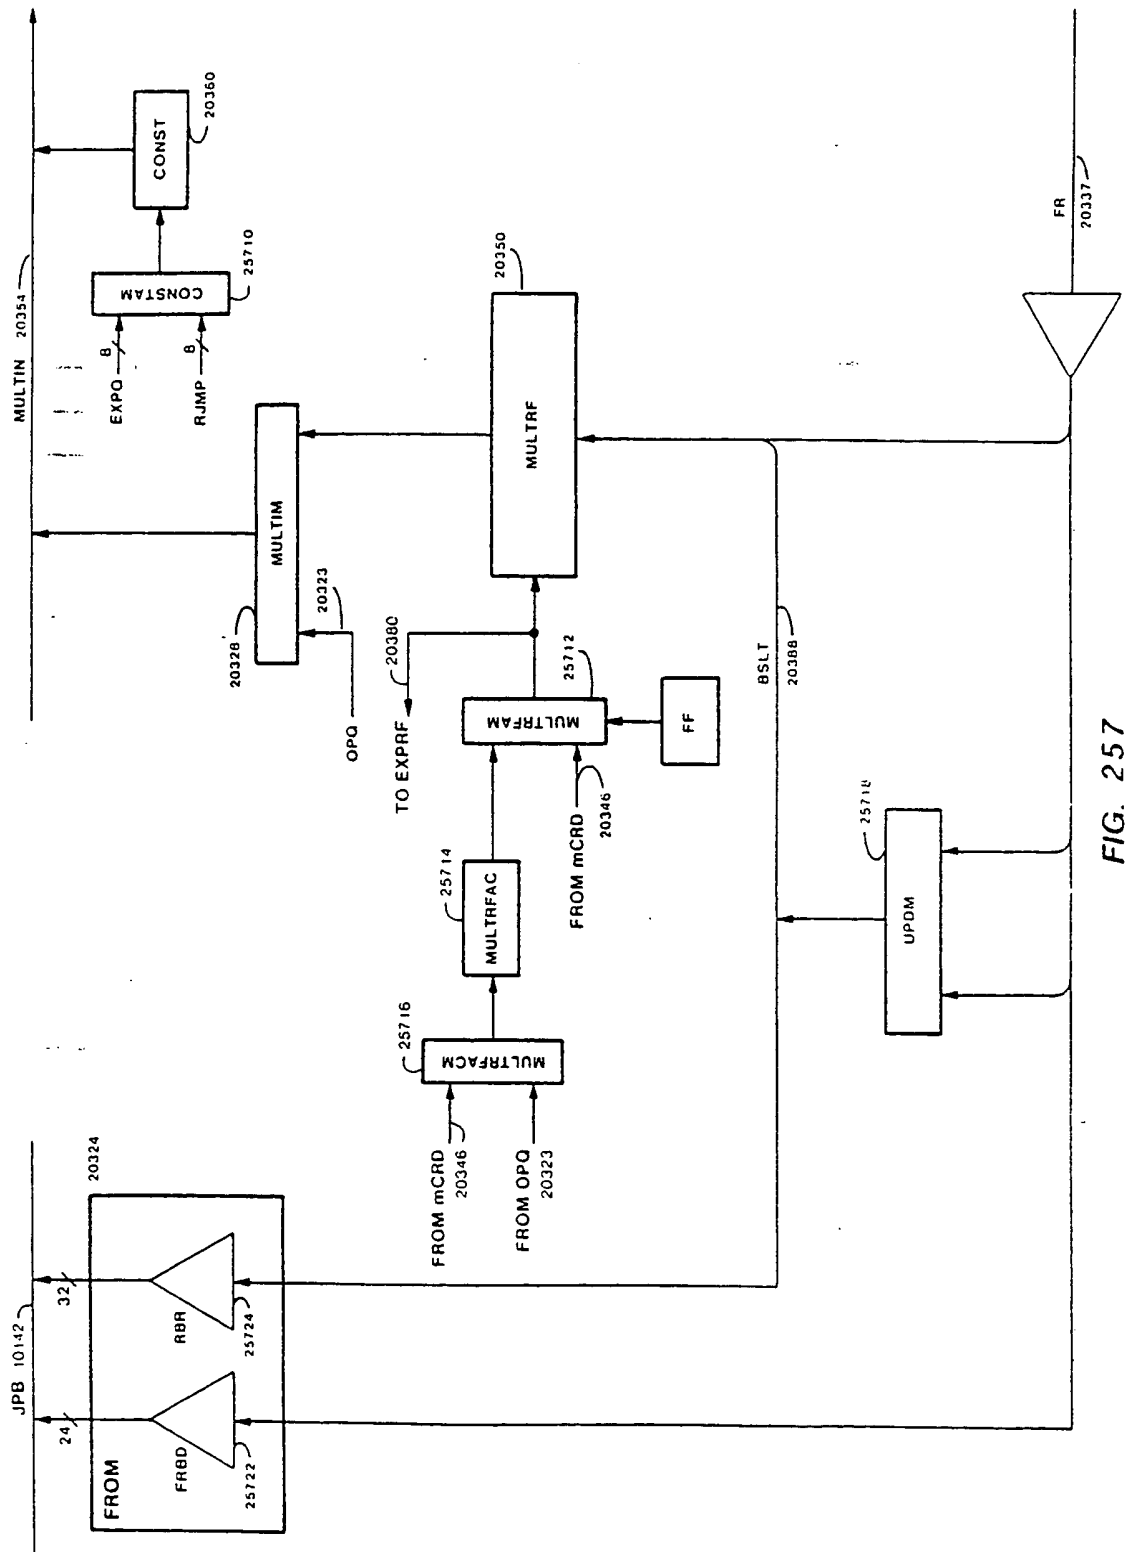 JPB 10142
24
32
20324
FRBD
RBR
25722
25724
FROM
MULTIN 20354
20328
MULTIM
20323
OPQ
EXPQ
8
RJMP
8
CONSTAM
25710
CONST
20360
TO EXPRF
20380
MULTRF
20350
FROM mCRD
20346
FROM OPQ
20323
MULTRFACM
25716
MULTRFAC
25714
MULTRFAM
25712
FROM mCRD
20346
FF
BSLT
20388
UPDM
25718
FR
20337
FIG. 257